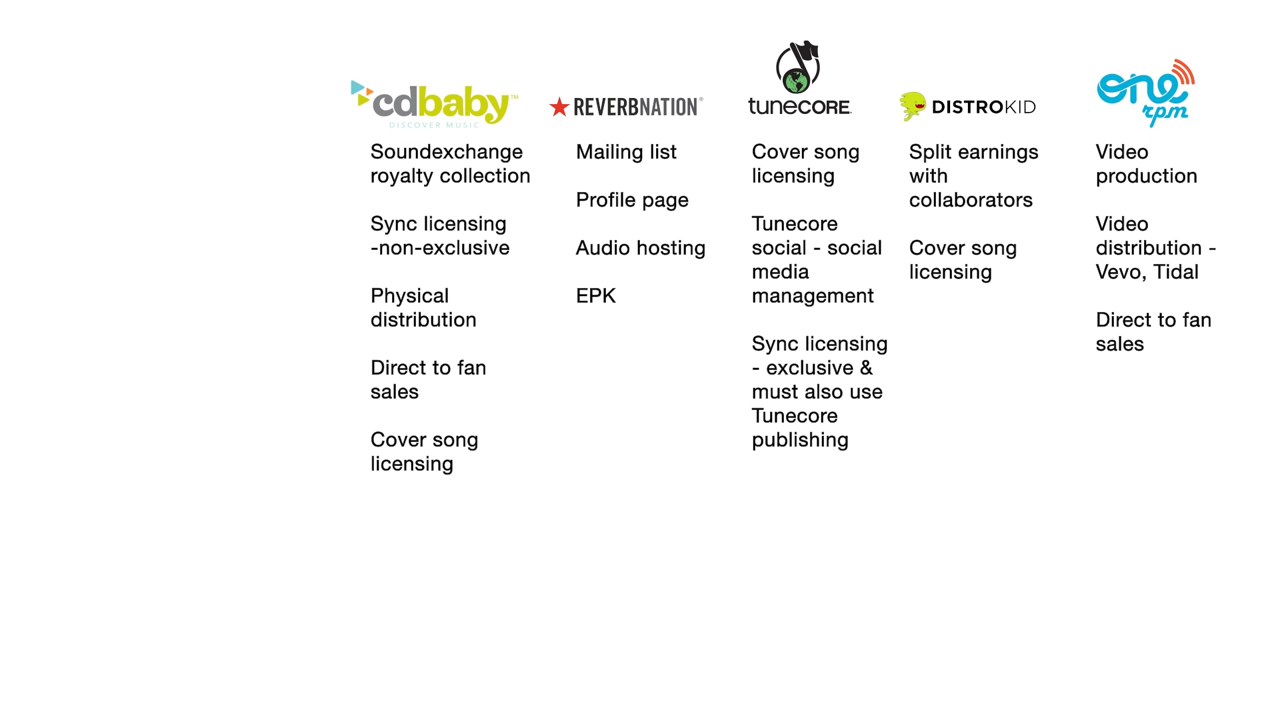 cdbaby™
DISCOVER MUSIC
Soundexchange
royalty collection
Sync licensing
-non-exclusive
Physical
distribution
Direct to fan
sales
Cover song
licensing
REVERBNATION®
Mailing list
Profile page
Audio hosting
EPK
tunecore
Cover song
licensing
Tunecore
social - social
media
management
Sync licensing
- exclusive &
must also use
Tunecore
publishing
DISTROKID
Split earnings
with
collaborators
Cover song
licensing
one
rpm
Video
production
Video
distribution -
Vevo, Tidal
Direct to fan
sales